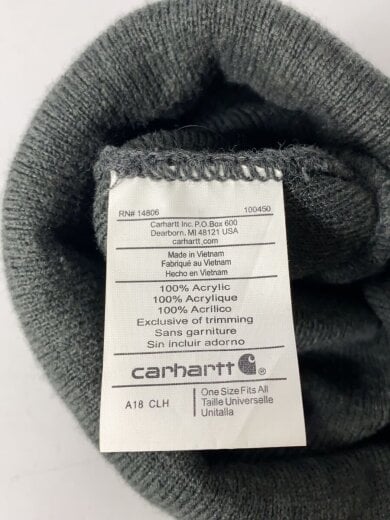 RN# 14806 100450
Carhartt Inc. P.O.Box 600
Dearborn, MI 48121 USA
carhartt.com
Made in Vietnam
Fabriqué au Vietnam
Hecho en Vietnam
100% Acrylic
100% Acrylique
100% Acrilico
Exclusive of trimming
Sans garniture
Sin incluir adorno
carhartt ®
A18 CLH
One Size Fits All
Taille Universelle
Unitalla